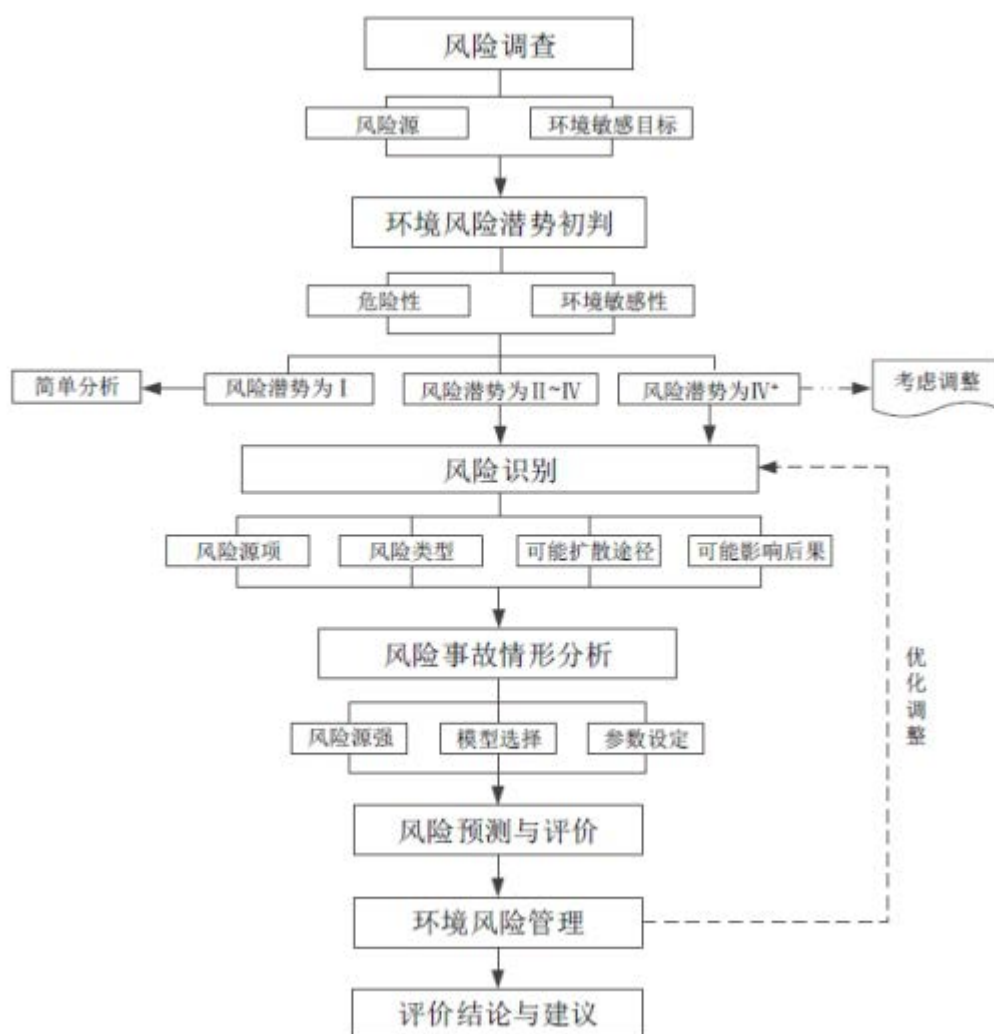 风险调查
风险源
环境敏感目标
环境风险潜势初判
危险性
环境敏感性
简单分析
风险潜势为Ⅰ
风险潜势为Ⅱ~Ⅳ
风险潜势为Ⅳ+
考虑调整
风险识别
风险源项
风险类型
可能扩散途径
可能影响后果
风险事故情形分析
优化调整
风险源强
模型选择
参数设定
风险预测与评价
环境风险管理
评价结论与建议